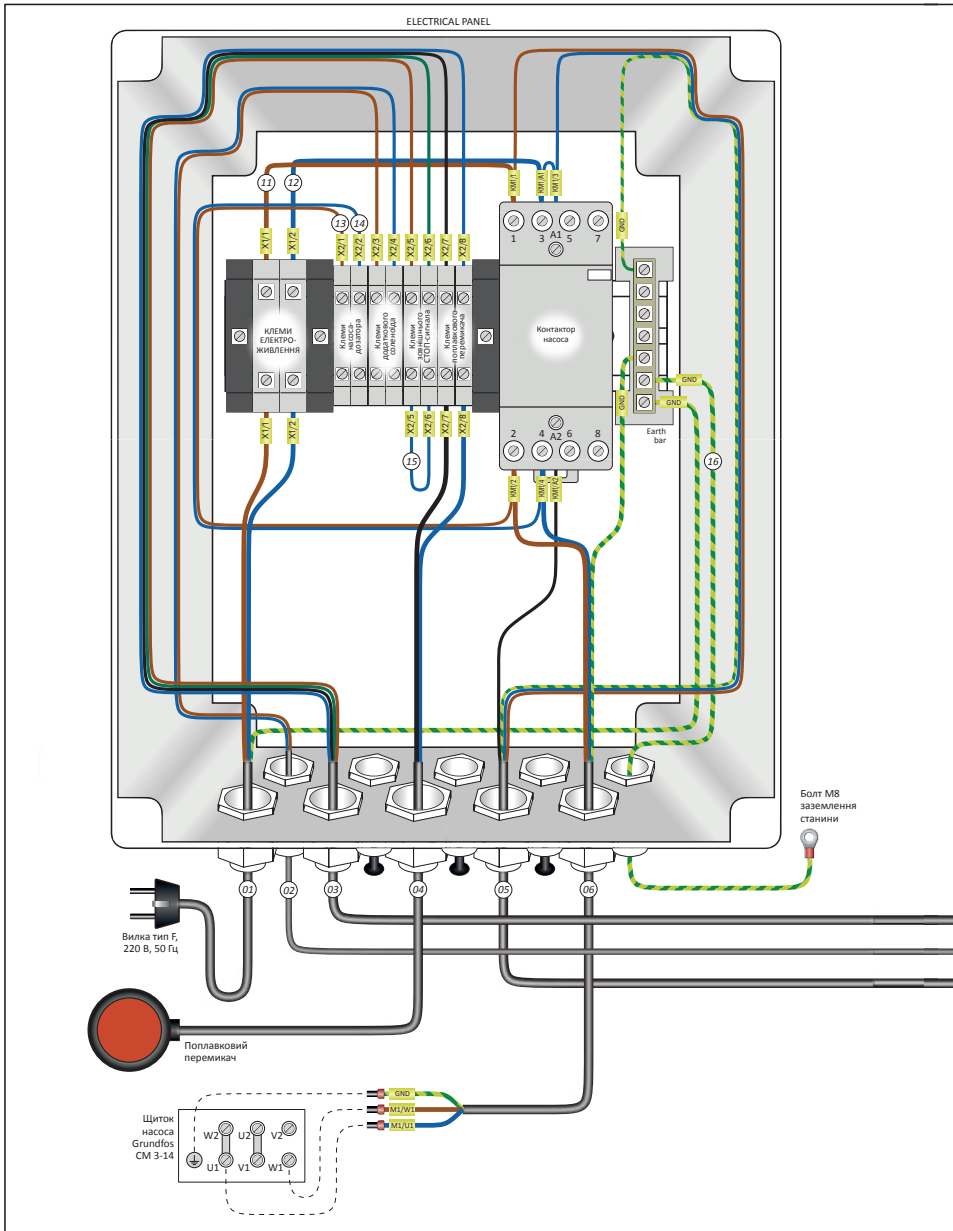 ELECTRICAL PANEL
11
12
13
14
X1/1
X1/2
X2/1
X2/2
X2/3
X2/4
X2/5
X2/6
X2/7
X2/8
KM1/1
KM1/A1
KM1/3
GND
1
3
A1
5
7
КЛЕМИ
ЕЛЕКТРО-
ЖИВЛЕННЯ
Клеми
насоса-
дозатора
Клеми
додаткового
соленоїда
Клеми
зовнішнього
СТОП-сигнала
Клеми
поплавкового
перемикача
Контактор
насоса
GND
GND
GND
Earth
bar
X1/1
X1/2
X2/5
X2/6
X2/7
X2/8
15
2
4
A2
6
8
KM1/2
KM1/4
KM1/A2
16
Болт М8
заземлення
станини
01
02
03
04
05
06
Вилка тип F,
220 В, 50 Гц
Поплавковий
перемикач
Щиток
насоса
Grundfos
CM 3-14
W2
U2
V2
U1
V1
W1
GND
M1/W1
M1/U1